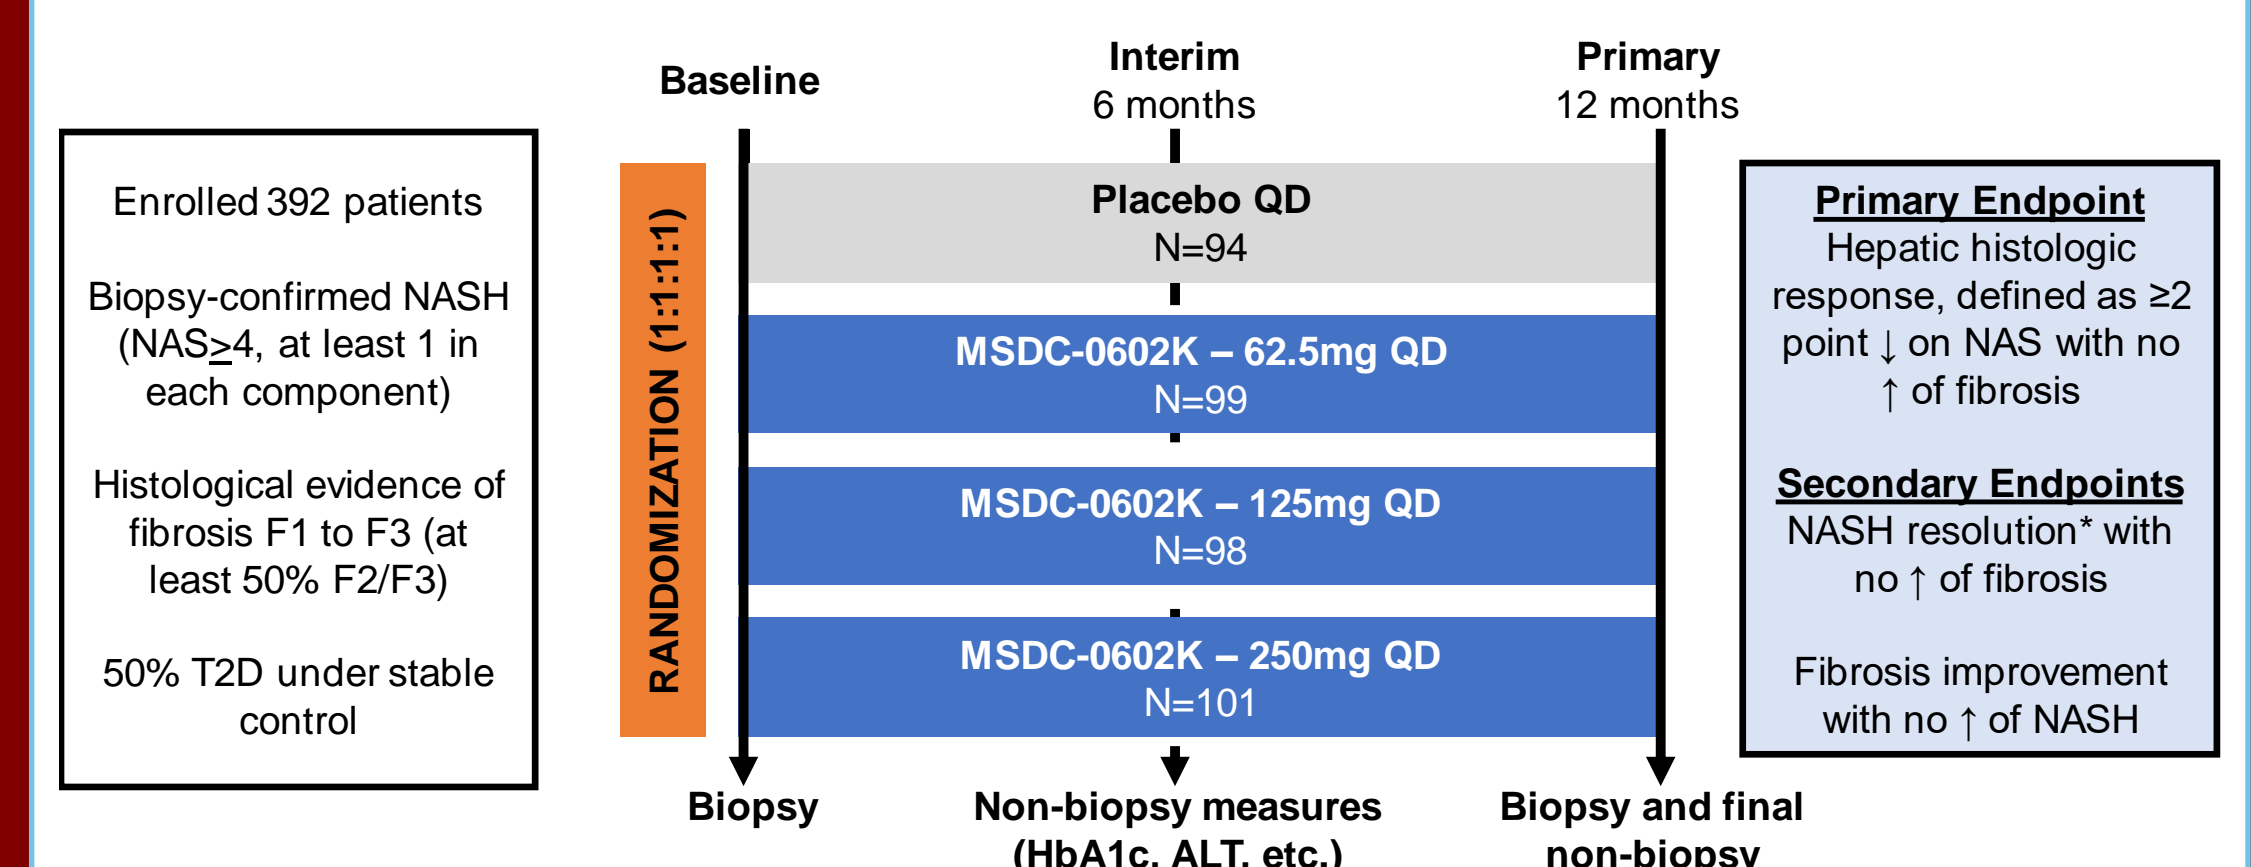 Baseline
Interim
6 months
Primary
12 months
Enrolled 392 patients
Biopsy-confirmed NASH
(NAS≥4, at least 1 in
each component)
Histological evidence of
fibrosis F1 to F3 (at
least 50% F2/F3)
50% T2D under stable
control
RANDOMIZATION (1:1:1:1)
Placebo QD
N=94
MSDC-0602K – 62.5mg QD
N=99
MSDC-0602K – 125mg QD
N=98
MSDC-0602K – 250mg QD
N=101
Biopsy
Non-biopsy measures
(HbA1c, ALT, etc.)
Biopsy and final
non-biopsy
Primary Endpoint
Hepatic histologic
response, defined as ≥2
point ↓ on NAS with no
↑ of fibrosis
Secondary Endpoints
NASH resolution* with
no ↑ of fibrosis
Fibrosis improvement
with no ↑ of NASH